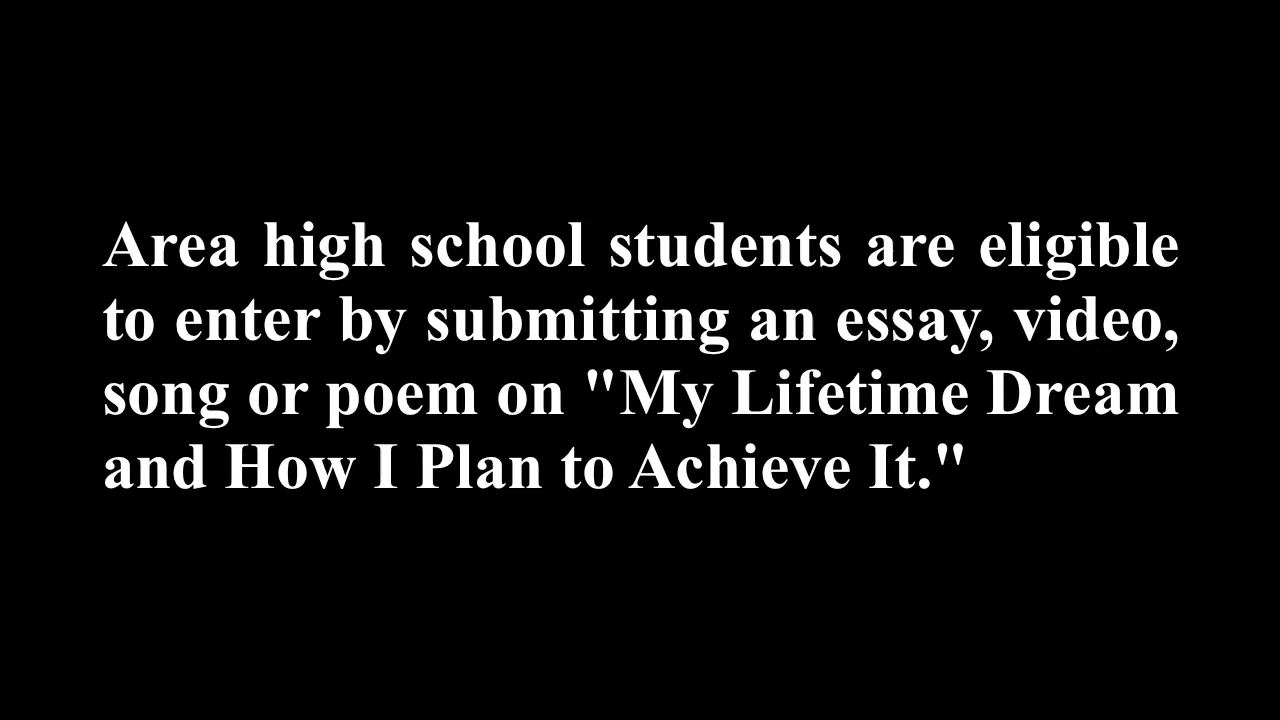 Area high school students are eligible
to enter by submitting an essay, video,
song or poem on "My Lifetime Dream
and How I Plan to Achieve It."